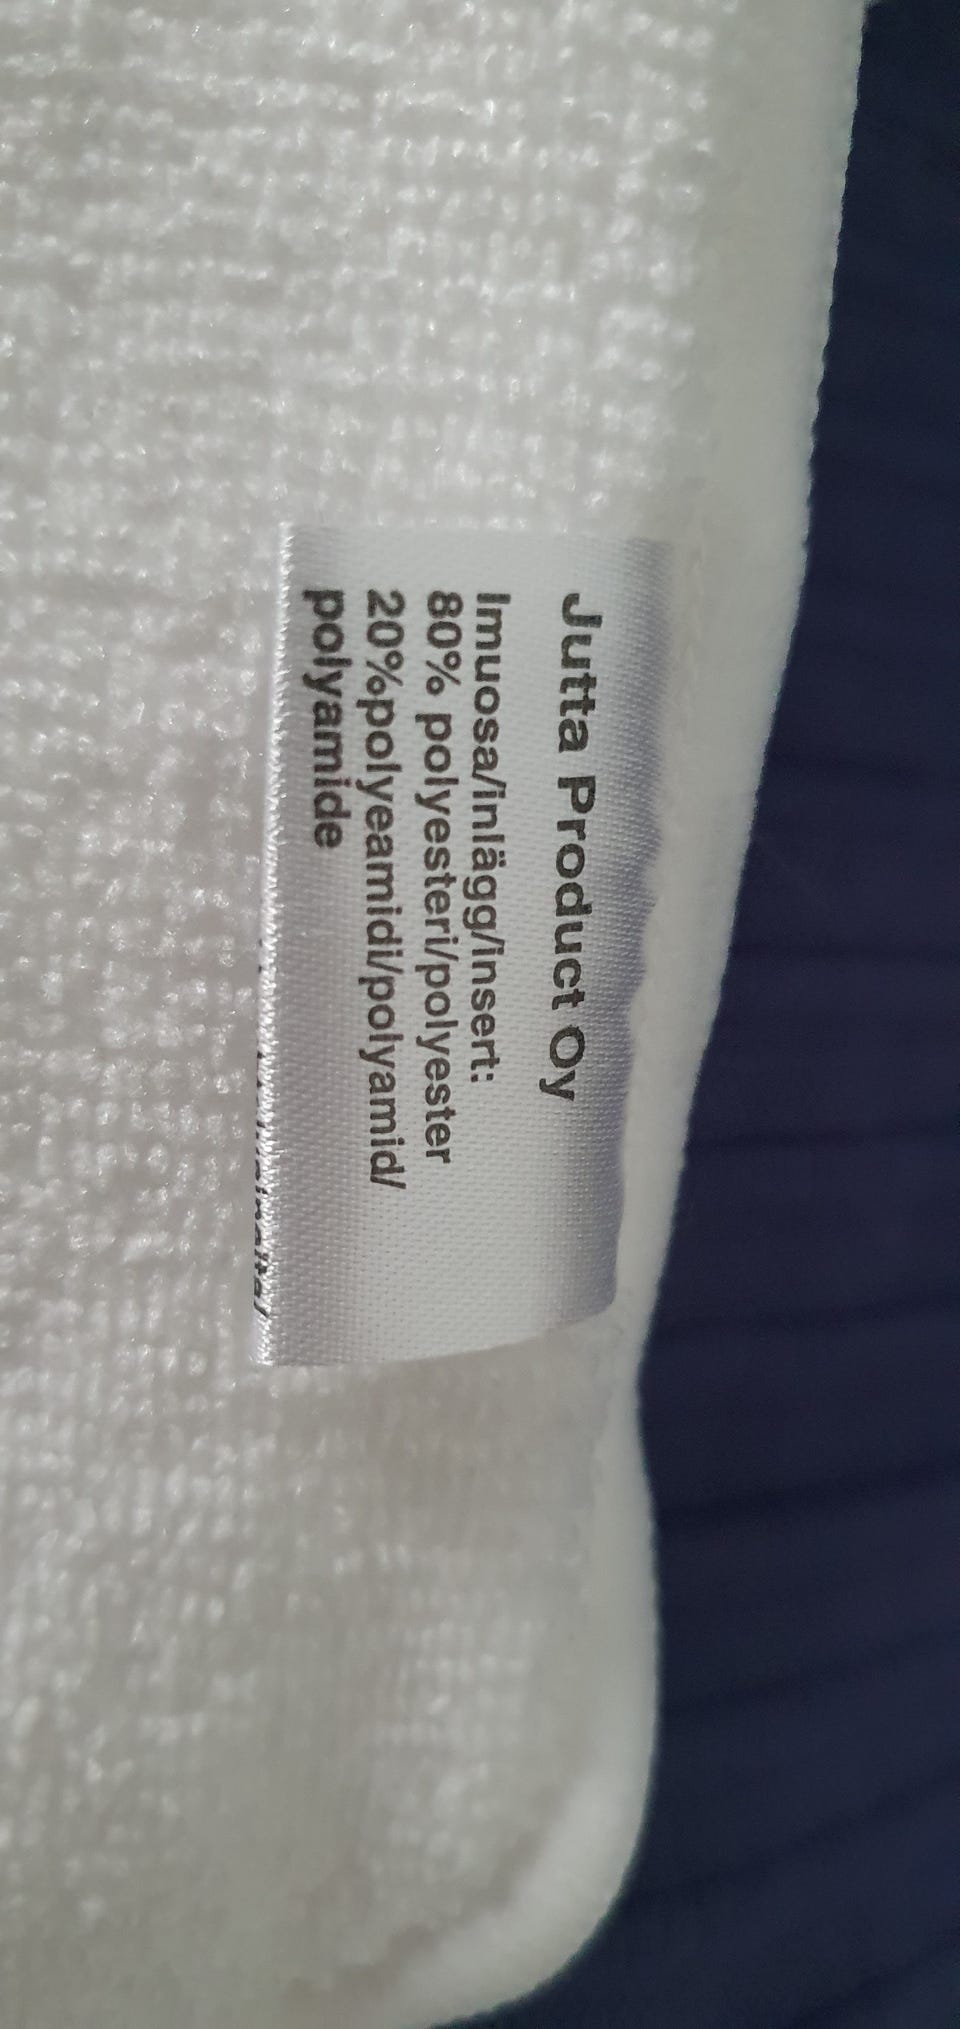 Jutta Product Oy
Imuosa/inlägg/insert:
80% polyesteri/polyester
20%polyeamidi/polyamid/
polyamide